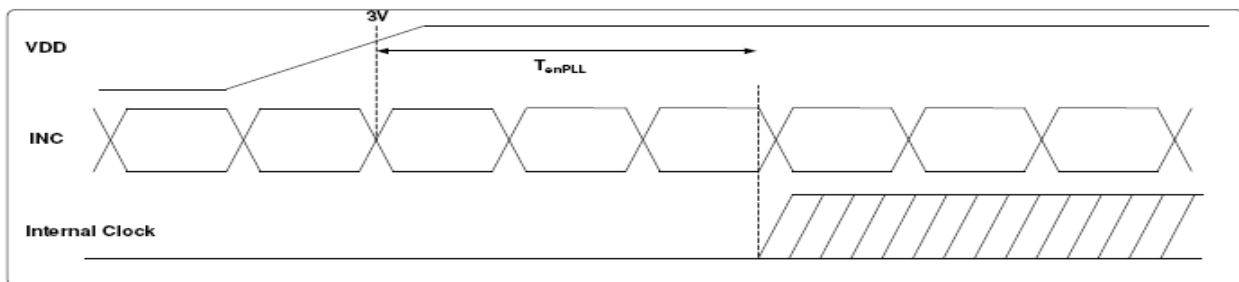 3V
VDD
TenPLL
INC
Internal Clock